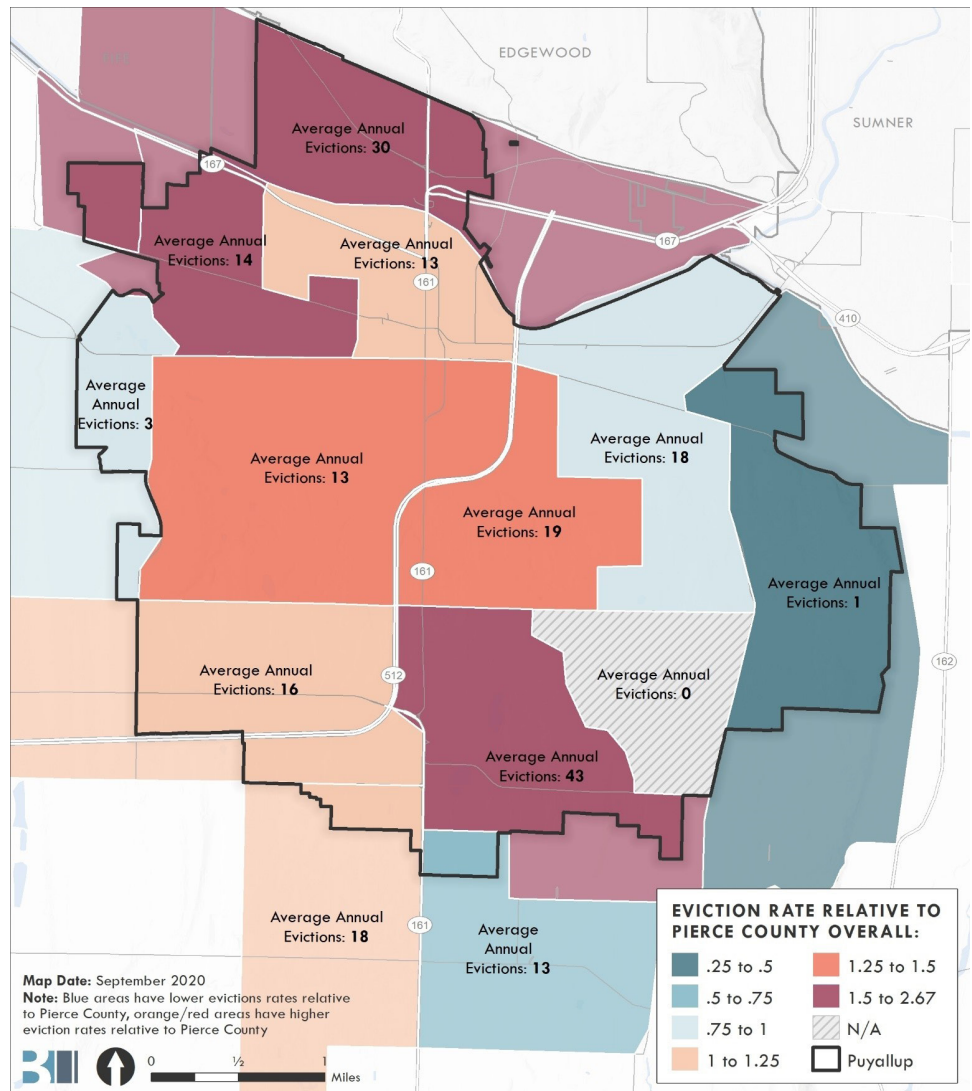 EDGEWOOD
SUMNER
Average Annual
Evictions: 30
167
Average Annual
Evictions: 14
Average Annual
Evictions: 13
161
167
410
Average
Annual
Evictions: 3
Average Annual
Evictions: 13
Average Annual
Evictions: 18
Average Annual
Evictions: 19
161
Average Annual
Evictions: 1
Average Annual
Evictions: 16
512
Average Annual
Evictions: 0
162
Average Annual
Evictions: 43
Average Annual
Evictions: 18
161
Average
Annual
Evictions: 13
EVICTION RATE RELATIVE TO
PIERCE COUNTY OVERALL:
.25 to .5
1.25 to 1.5
.5 to .75
1.5 to 2.67
.75 to 1
N/A
1 to 1.25
Puyallup
Map Date: September 2020
Note: Blue areas have lower evictions rates relative
to Pierce County, orange/red areas have higher
eviction rates relative to Pierce County
0
½
1
Miles